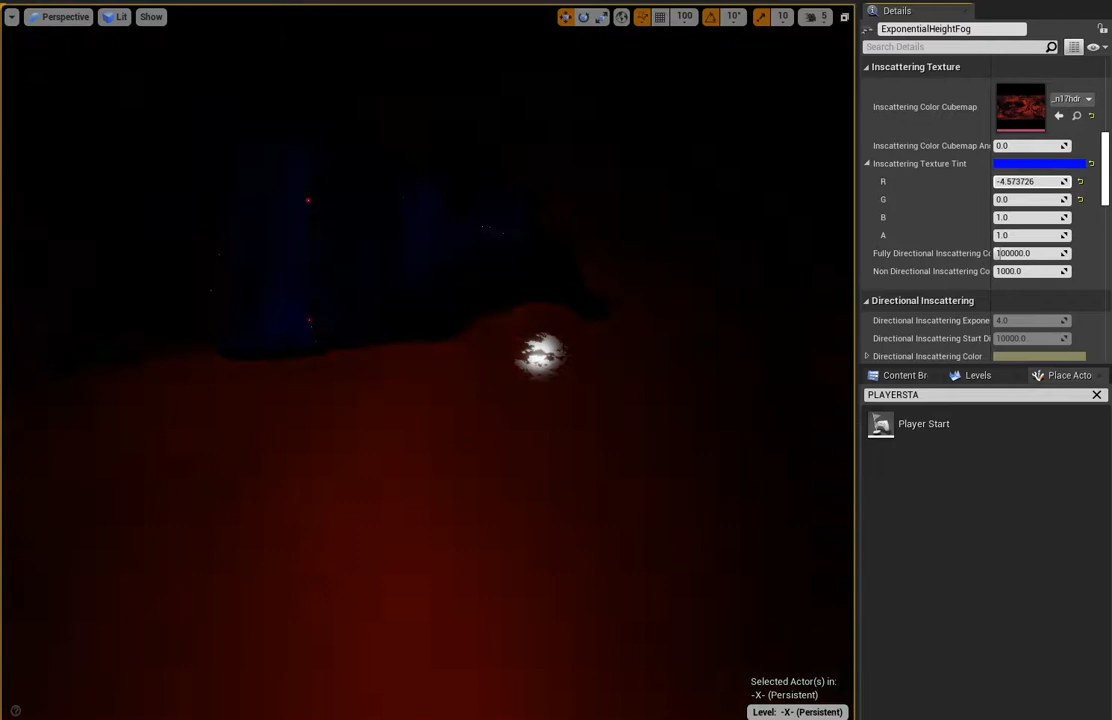 Perspective Lit Show 100 10° 10 5
Details
ExponentialHeightFog
Search Details
Inscattering Texture
Inscattering Color Cubemap _n17hdr
Inscattering Color Cubemap An 0.0
Inscattering Texture Tint
R -4.573726
G 0.0
B 1.0
A 1.0
Fully Directional Inscattering Co 100000.0
Non Directional Inscattering Co 1000.0
Directional Inscattering
Directional Inscattering Expone 4.0
Directional Inscattering Start Di 10000.0
Directional Inscattering Color
Content Br Levels Place Acto
PLAYERSTA
Player Start
Selected Actor(s) in:
-X- (Persistent)
Level: -X- (Persistent)